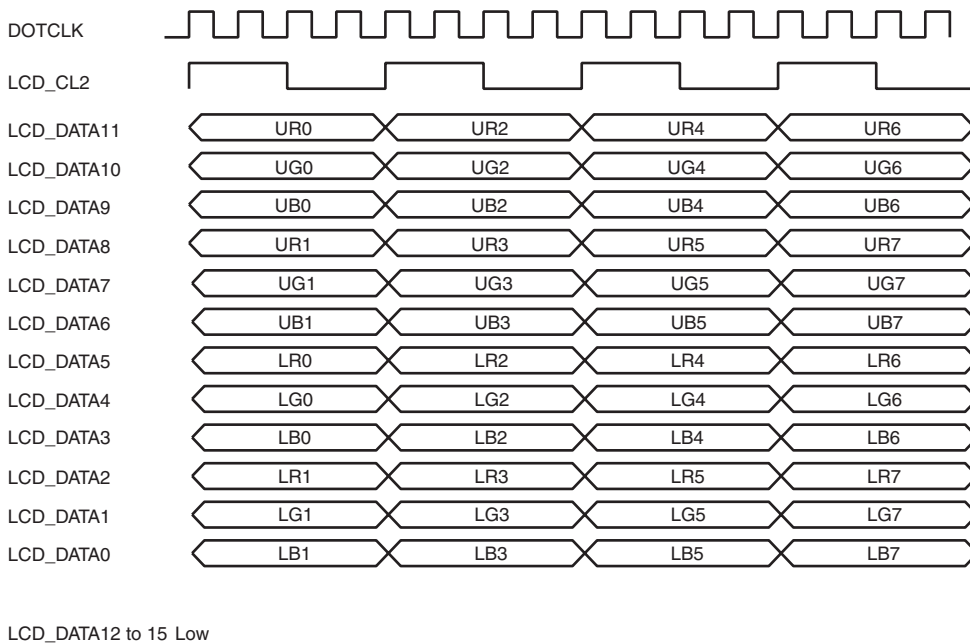 DOTCLK
LCD_CL2
LCD_DATA11 UR0 UR2 UR4 UR6
LCD_DATA10 UG0 UG2 UG4 UG6
LCD_DATA9 UB0 UB2 UB4 UB6
LCD_DATA8 UR1 UR3 UR5 UR7
LCD_DATA7 UG1 UG3 UG5 UG7
LCD_DATA6 UB1 UB3 UB5 UB7
LCD_DATA5 LR0 LR2 LR4 LR6
LCD_DATA4 LG0 LG2 LG4 LG6
LCD_DATA3 LB0 LB2 LB4 LB6
LCD_DATA2 LR1 LR3 LR5 LR7
LCD_DATA1 LG1 LG3 LG5 LG7
LCD_DATA0 LB1 LB3 LB5 LB7
LCD_DATA12 to 15 Low